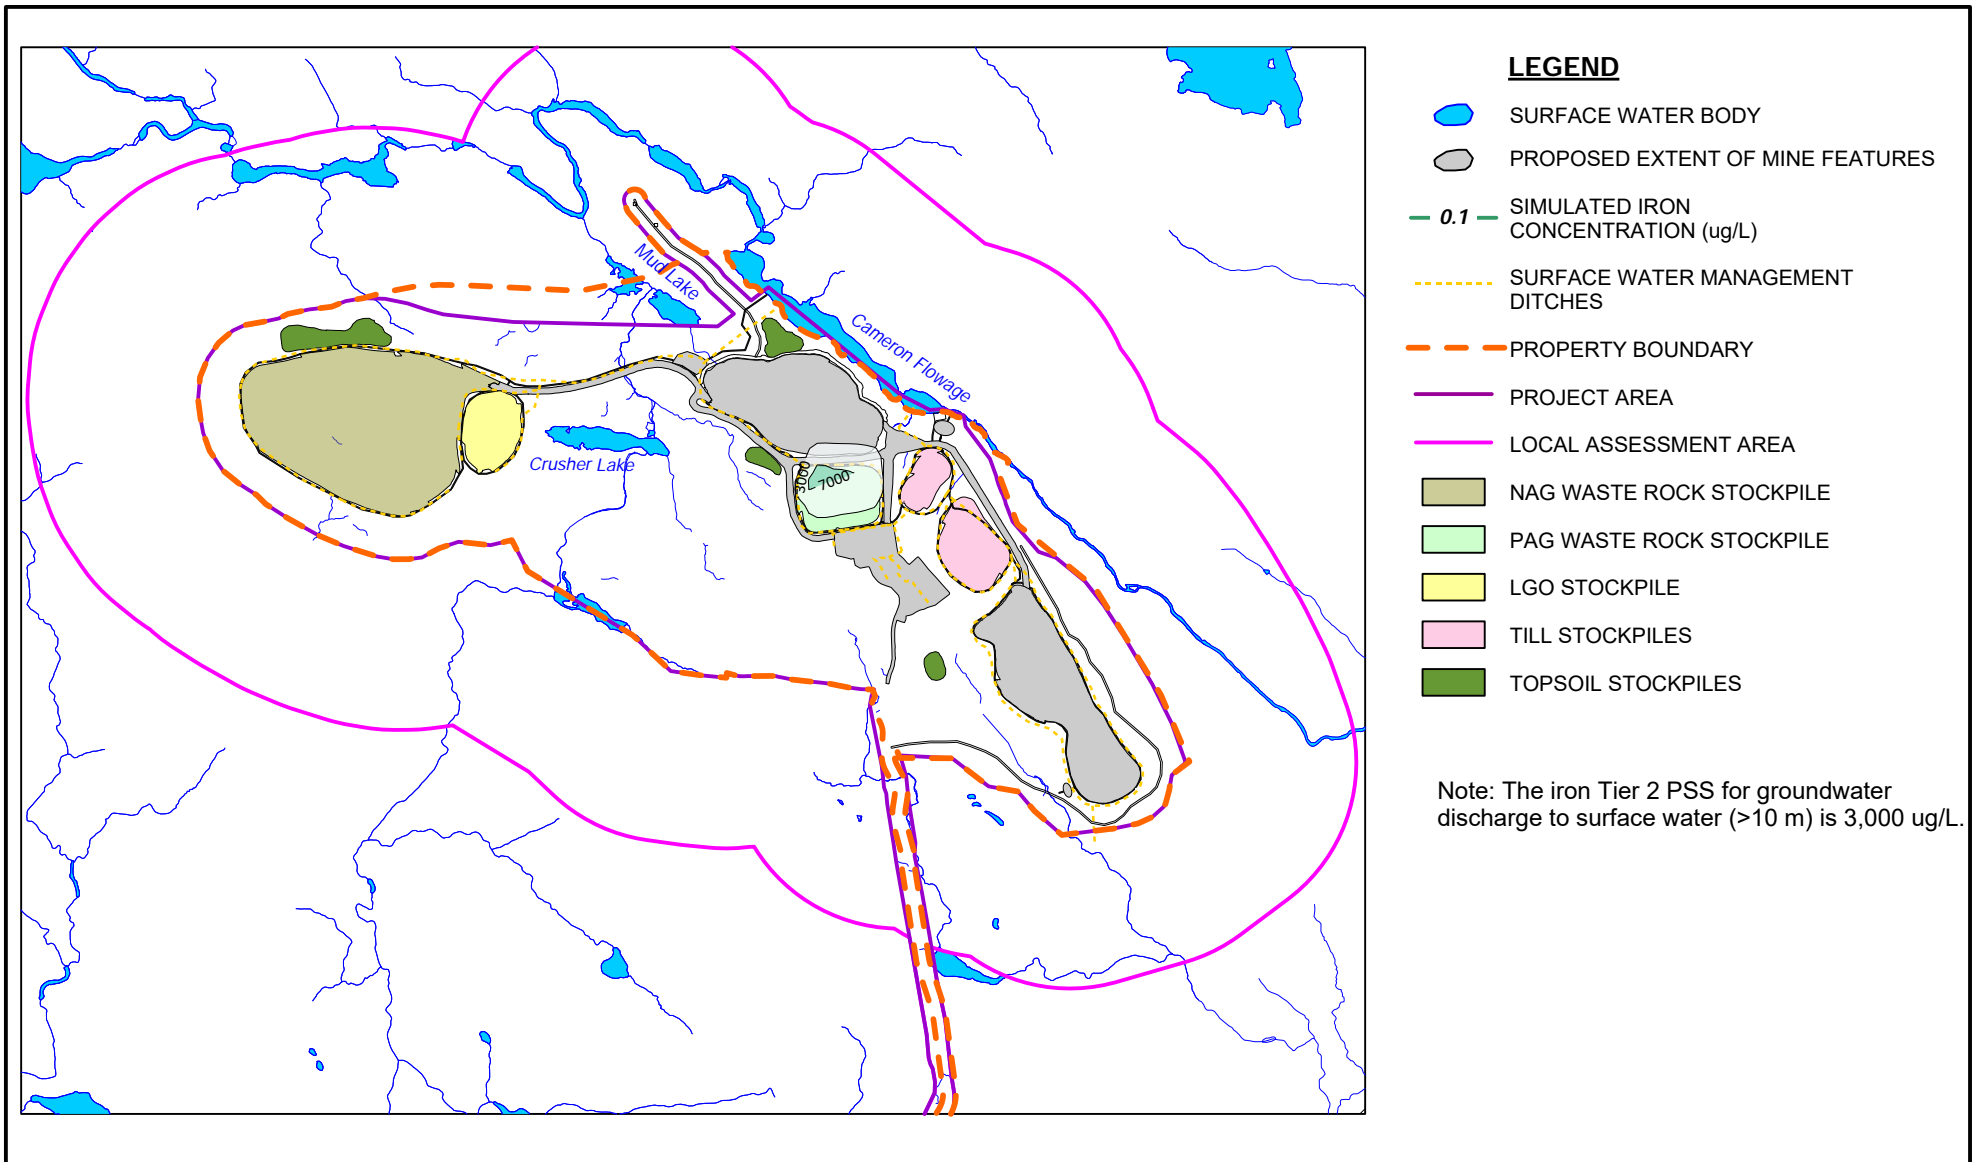 LEGEND
SURFACE WATER BODY
PROPOSED EXTENT OF MINE FEATURES
0.1
SIMULATED IRON
CONCENTRATION (ug/L)
SURFACE WATER MANAGEMENT
DITCHES
PROPERTY BOUNDARY
PROJECT AREA
LOCAL ASSESSMENT AREA
NAG WASTE ROCK STOCKPILE
PAG WASTE ROCK STOCKPILE
LGO STOCKPILE
TILL STOCKPILES
TOPSOIL STOCKPILES
Note: The iron Tier 2 PSS for groundwater
discharge to surface water (>10 m) is 3,000 ug/L.
Mud Lake
Cameron Flowage
Crusher Lake
3000
7000